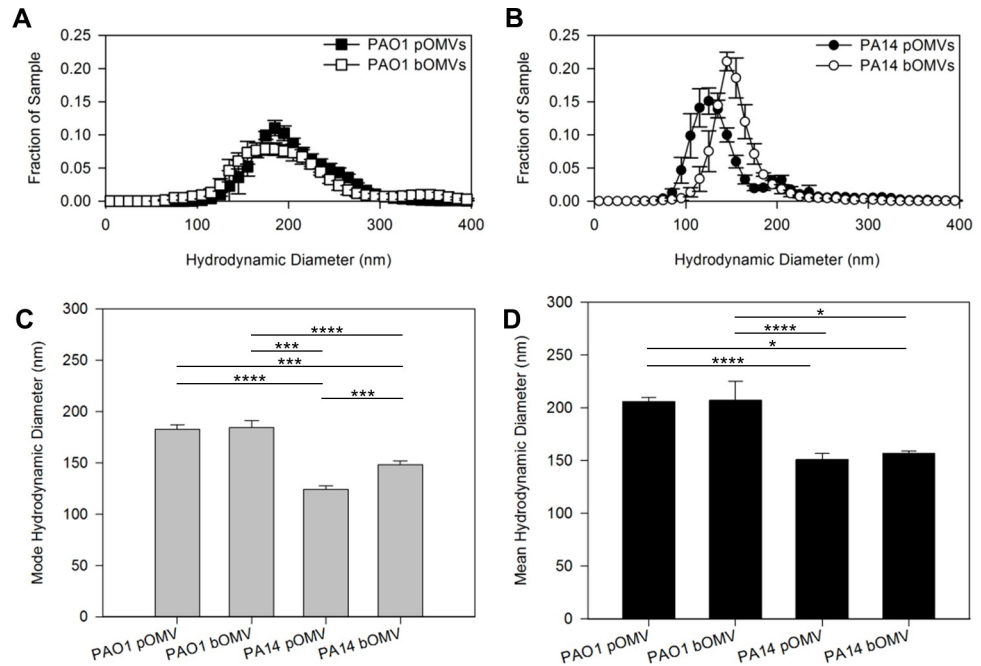 A
0.25
0.20
0.15
0.10
0.05
0.00
Fraction of Sample
PAO1 pOMVs
PAO1 bOMVs
0 100 200 300 400
Hydrodynamic Diameter (nm)
B
0.25
0.20
0.15
0.10
0.05
0.00
Fraction of Sample
PA14 pOMVs
PA14 bOMVs
0 100 200 300 400
Hydrodynamic Diameter (nm)
C
300
250
200
150
100
50
0
Mode Hydrodynamic Diameter (nm)
****
***
***
****
***
PAO1 pOMV
PAO1 bOMV
PA14 pOMV
PA14 bOMV
D
300
250
200
150
100
50
0
Mean Hydrodynamic Diameter (nm)
*
****
*
****
PAO1 pOMV
PAO1 bOMV
PA14 pOMV
PA14 bOMV